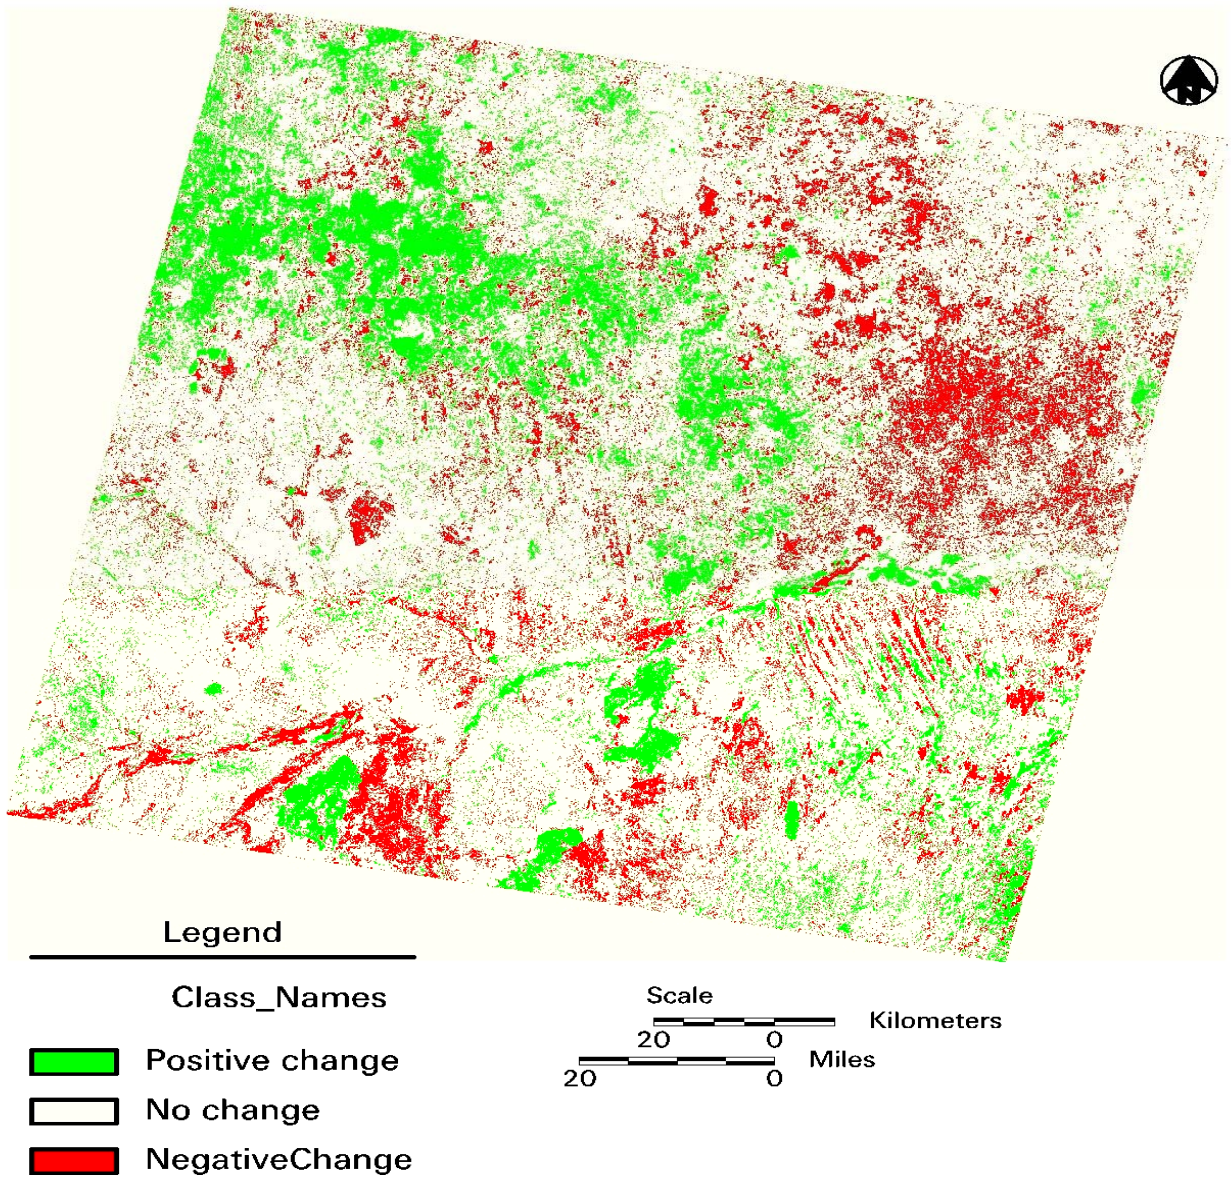 N
Legend
Class_Names
Positive change
No change
NegativeChange
Scale
20 0 Kilometers
20 0 Miles